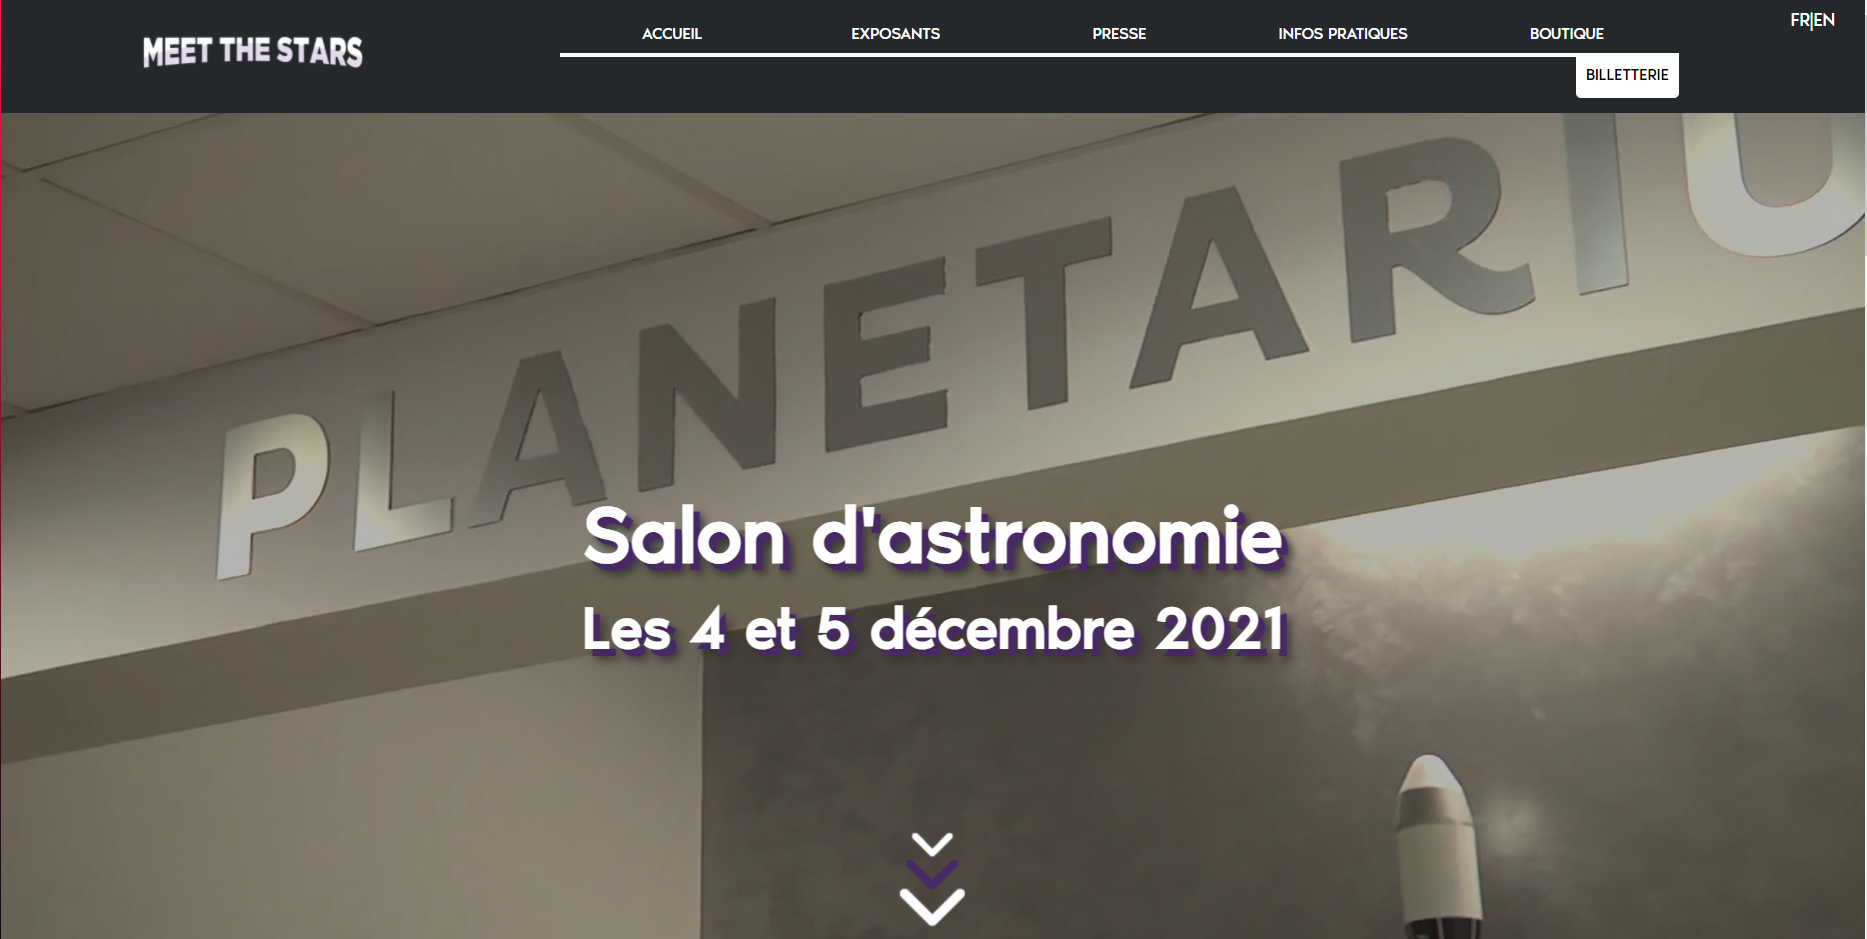 MEET THE STARS
ACCUEIL EXPOSANTS PRESSE INFOS PRATIQUES BOUTIQUE
FR|EN
BILLETTERIE
PLANETARIU
Salon d'astronomie
Les 4 et 5 décembre 2021